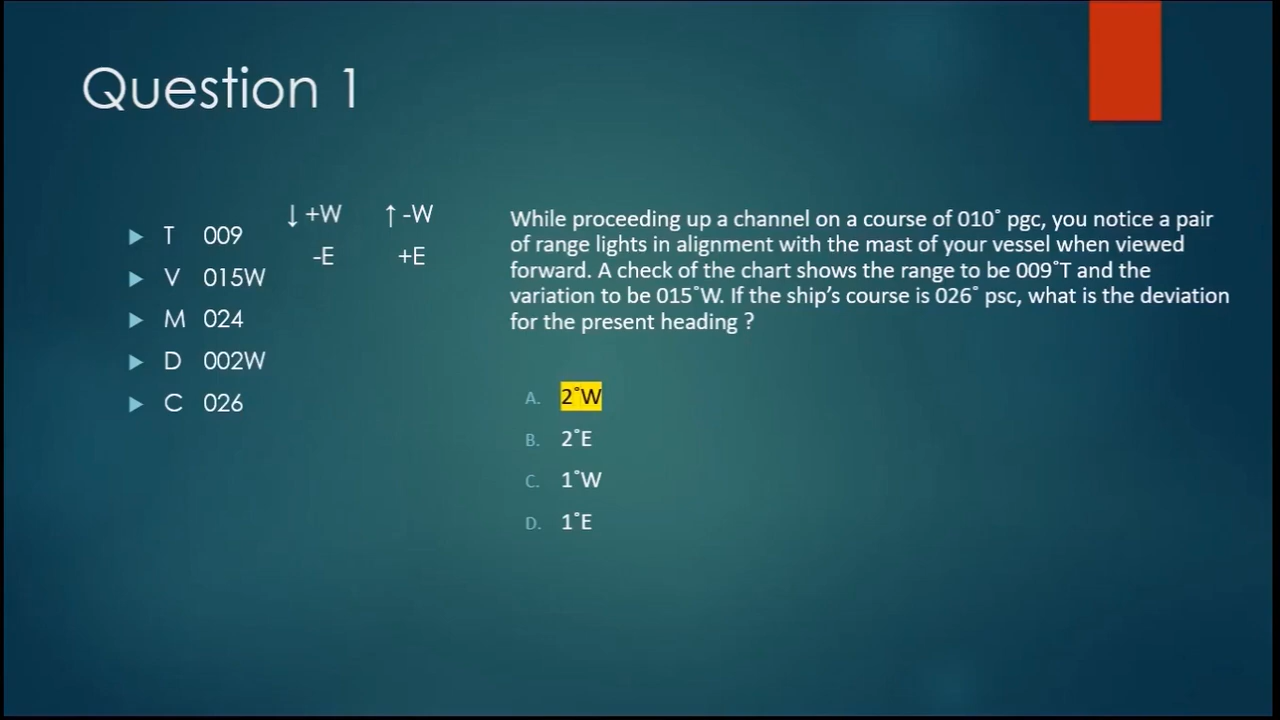 Question 1
↓ +W ↑ -W
-E +E
T 009
V 015W
M 024
D 002W
C 026
While proceeding up a channel on a course of 010˚ pgc, you notice a pair
of range lights in alignment with the mast of your vessel when viewed
forward. A check of the chart shows the range to be 009˚T and the
variation to be 015˚W. If the ship’s course is 026˚ psc, what is the deviation
for the present heading ?
A. 2˚W
B. 2˚E
C. 1˚W
D. 1˚E